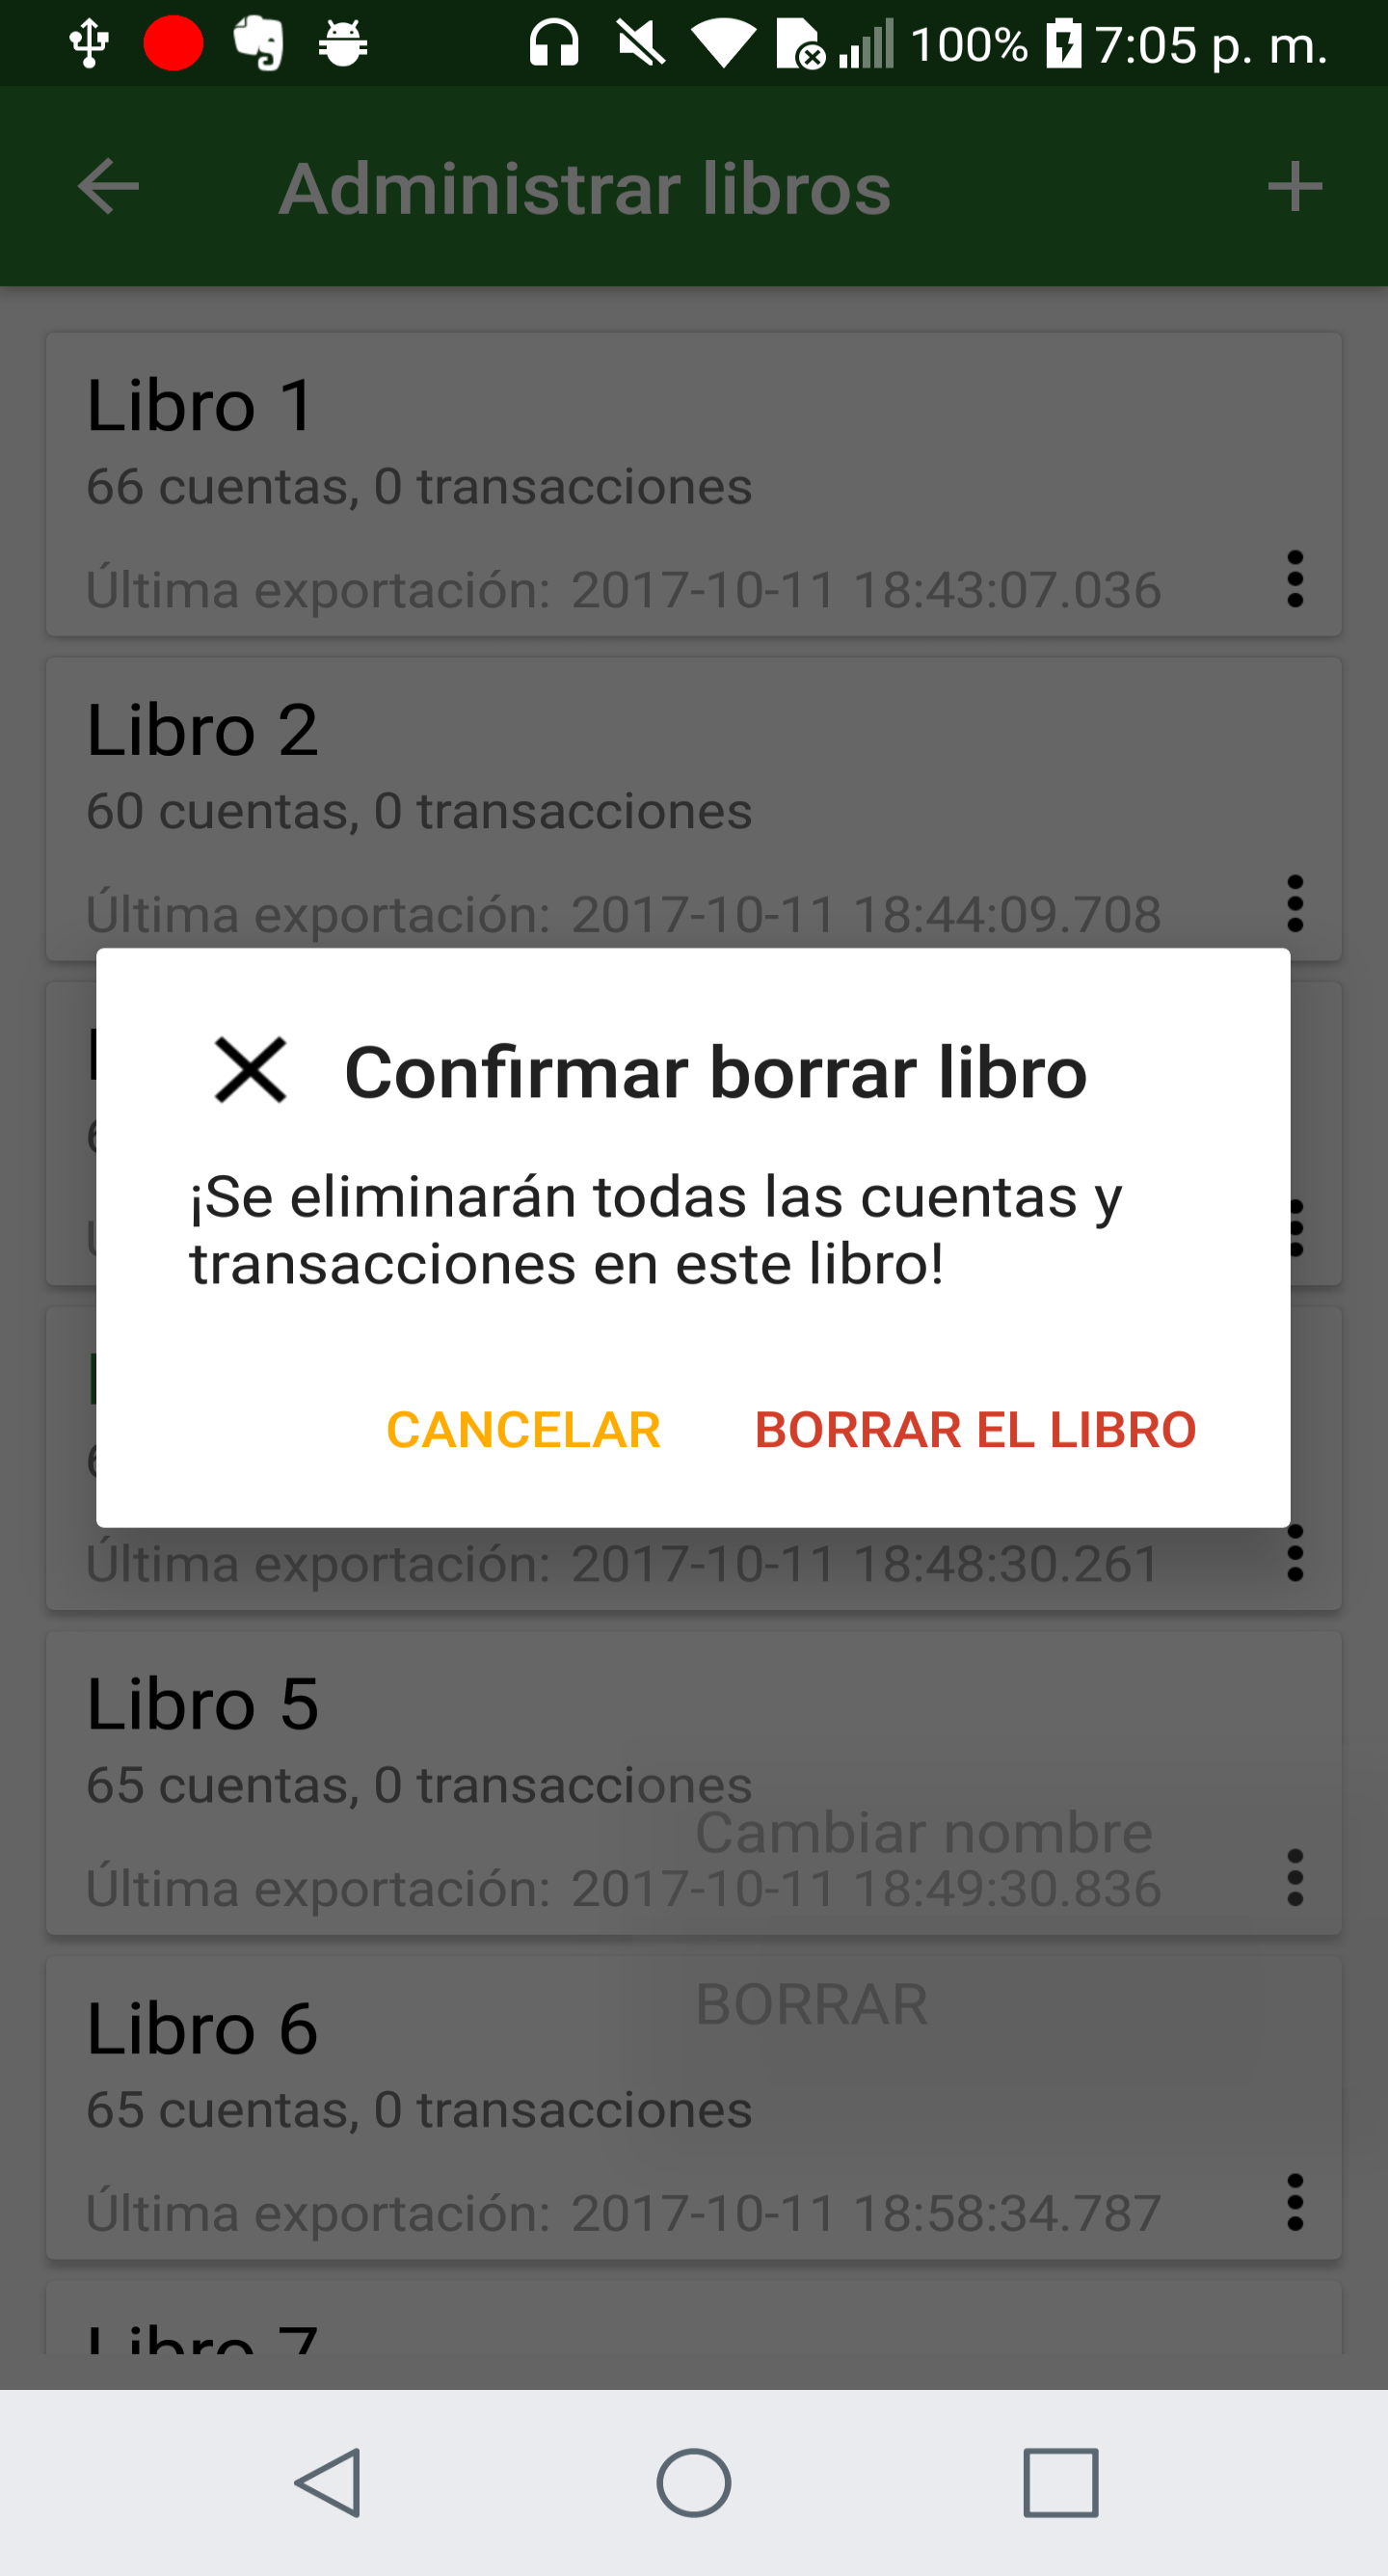 100% 7:05 p. m.
Administrar libros
Libro 1
66 cuentas, 0 transacciones
Última exportación: 2017-10-11 18:43:07.036
Libro 2
60 cuentas, 0 transacciones
Última exportación: 2017-10-11 18:44:09.708
Confirmar borrar libro
¡Se eliminarán todas las cuentas y
transacciones en este libro!
CANCELAR BORRAR EL LIBRO
Última exportación: 2017-10-11 18:48:30.261
Libro 5
65 cuentas, 0 transacciones
Cambiar nombre
Última exportación: 2017-10-11 18:49:30.836
BORRAR
Libro 6
65 cuentas, 0 transacciones
Última exportación: 2017-10-11 18:58:34.787
Libro 7